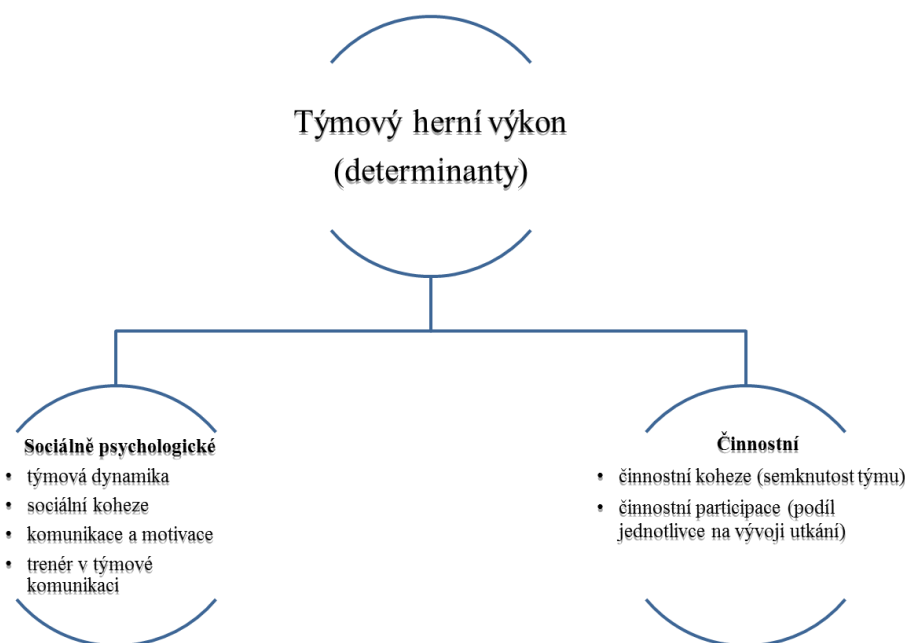 Týmový herní výkon
(determinanty)
Sociálně psychologické
• týmová dynamika
• sociální koheze
• komunikace a motivace
• trenér v týmové
komunikaci
Činnostní
• činnostní koheze (semknutost týmu)
• činnostní participace (podíl
jednotlivce na vývoji utkání)